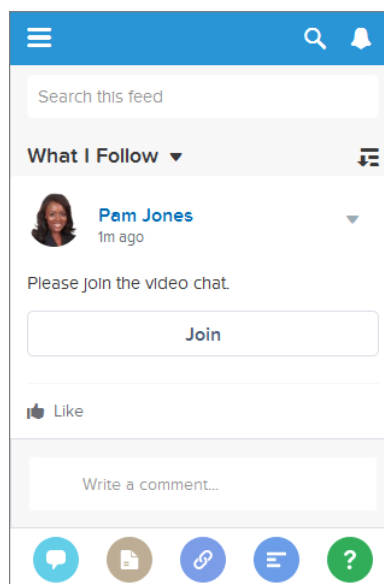 Search this feed
What I Follow
Pam Jones
1m ago
Please join the video chat.
Join
Like
Write a comment...
?